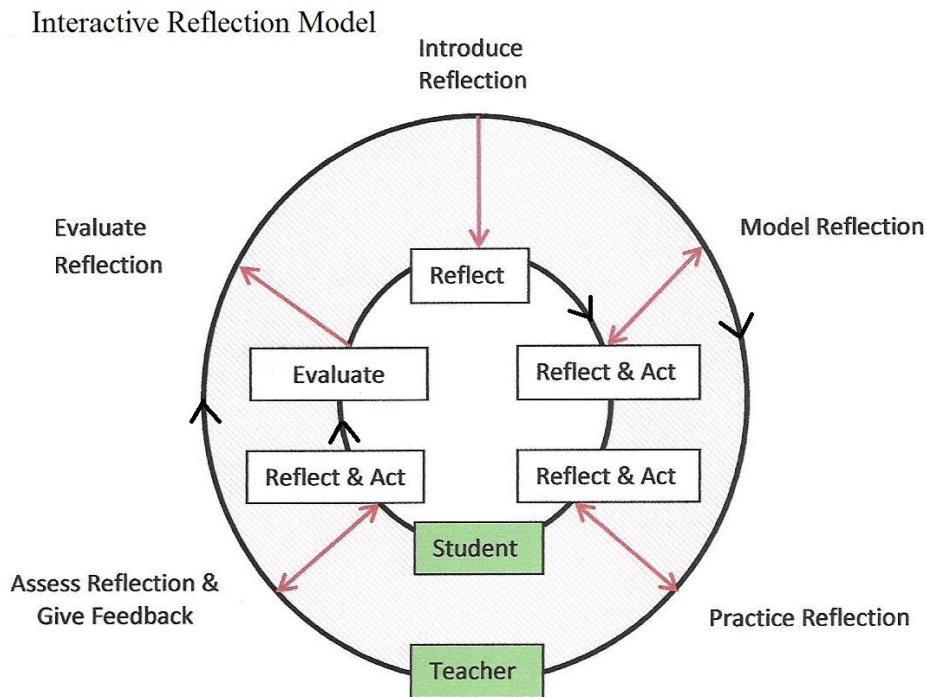 Interactive Reflection Model
Introduce
Reflection
Evaluate
Reflection
Model Reflection
Reflect
Evaluate
Reflect & Act
Reflect & Act
Reflect & Act
Student
Assess Reflection &
Give Feedback
Practice Reflection
Teacher